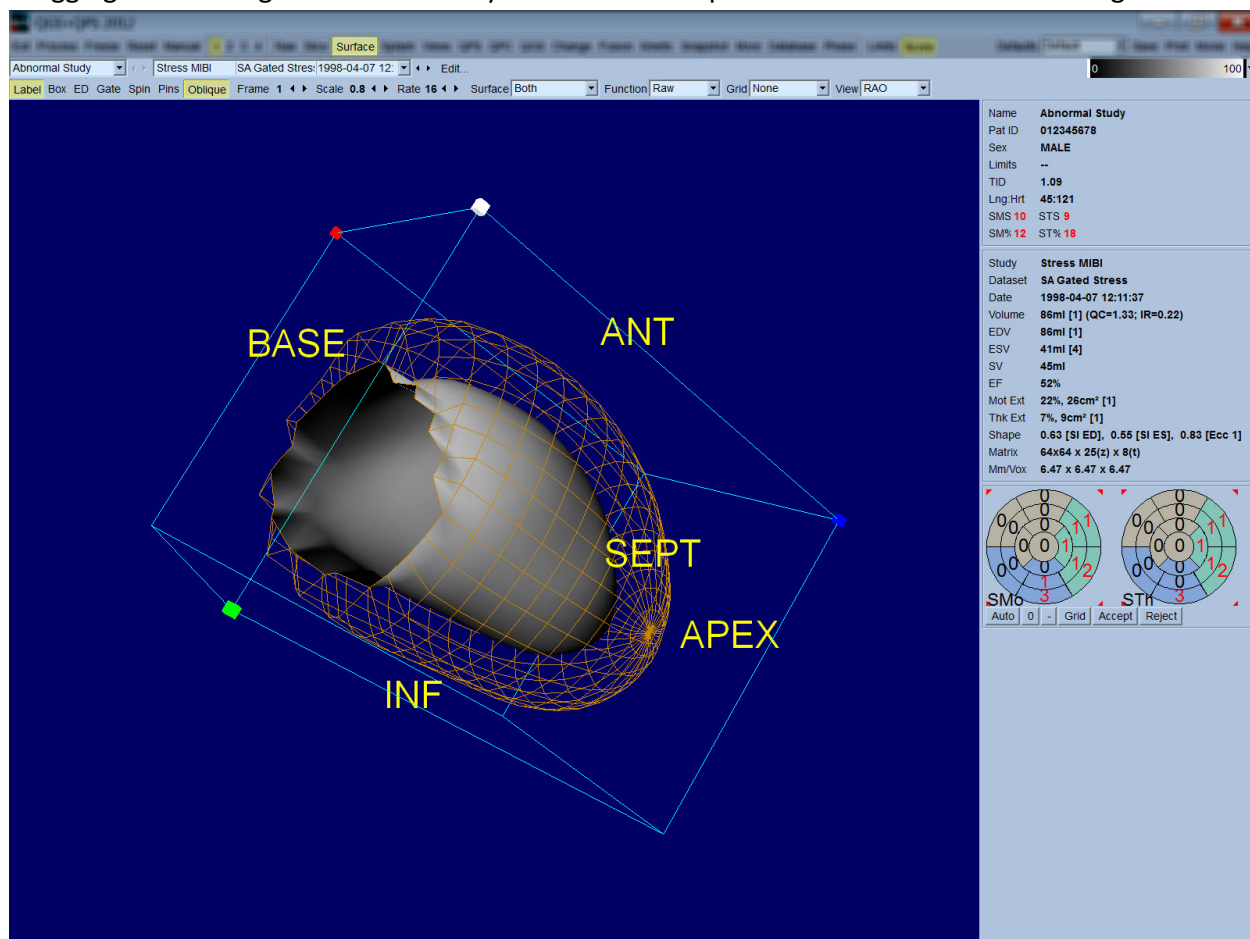 QGS+QPS 2012
Surface
Abnormal Study Stress MIBI SA Gated Stres: 1998-04-07 12: Edit...
0 100
Label Box ED Gate Spin Pins Oblique Frame 1 Scale 0.8 Rate 16 Surface Both Function Raw Grid None View RAO
Name Abnormal Study
Pat ID 012345678
Sex MALE
Limits --
TID 1.09
Lng:Hrt 45:121
SMS 10 STS 9
SM% 12 ST% 18
Study Stress MIBI
Dataset SA Gated Stress
Date 1998-04-07 12:11:37
Volume 86ml [1] (QC=1.33; IR=0.22)
EDV 86ml [1]
ESV 41ml [4]
SV 45ml
EF 52%
Mot Ext 22%, 26cm² [1]
Thk Ext 7%, 9cm² [1]
Shape 0.63 [SI ED], 0.55 [SI ES], 0.83 [Ecc 1]
Matrix 64x64 x 25(z) x 8(t)
Mm/Vox 6.47 x 6.47 x 6.47
BASE
ANT
SEPT
APEX
INF
SMo STh
Auto 0 - Grid Accept Reject